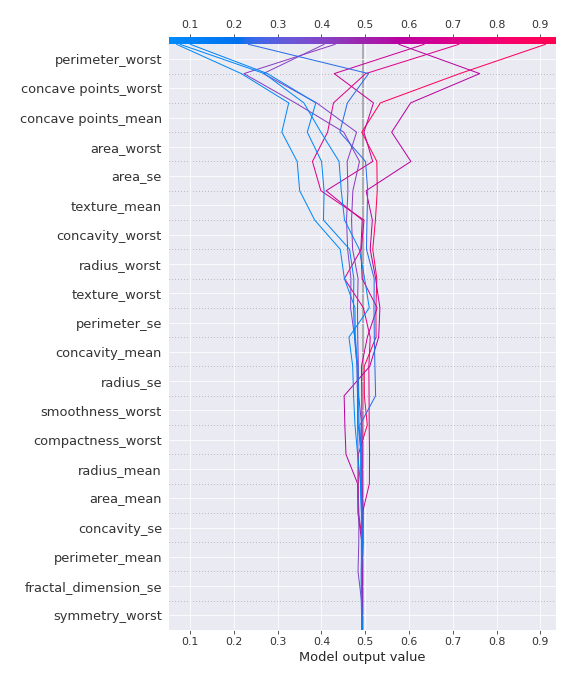 0.1 0.2 0.3 0.4 0.5 0.6 0.7 0.8 0.9
perimeter_worst
concave points_worst
concave points_mean
area_worst
area_se
texture_mean
concavity_worst
radius_worst
texture_worst
perimeter_se
concavity_mean
radius_se
smoothness_worst
compactness_worst
radius_mean
area_mean
concavity_se
perimeter_mean
fractal_dimension_se
symmetry_worst
0.1 0.2 0.3 0.4 0.5 0.6 0.7 0.8 0.9
Model output value